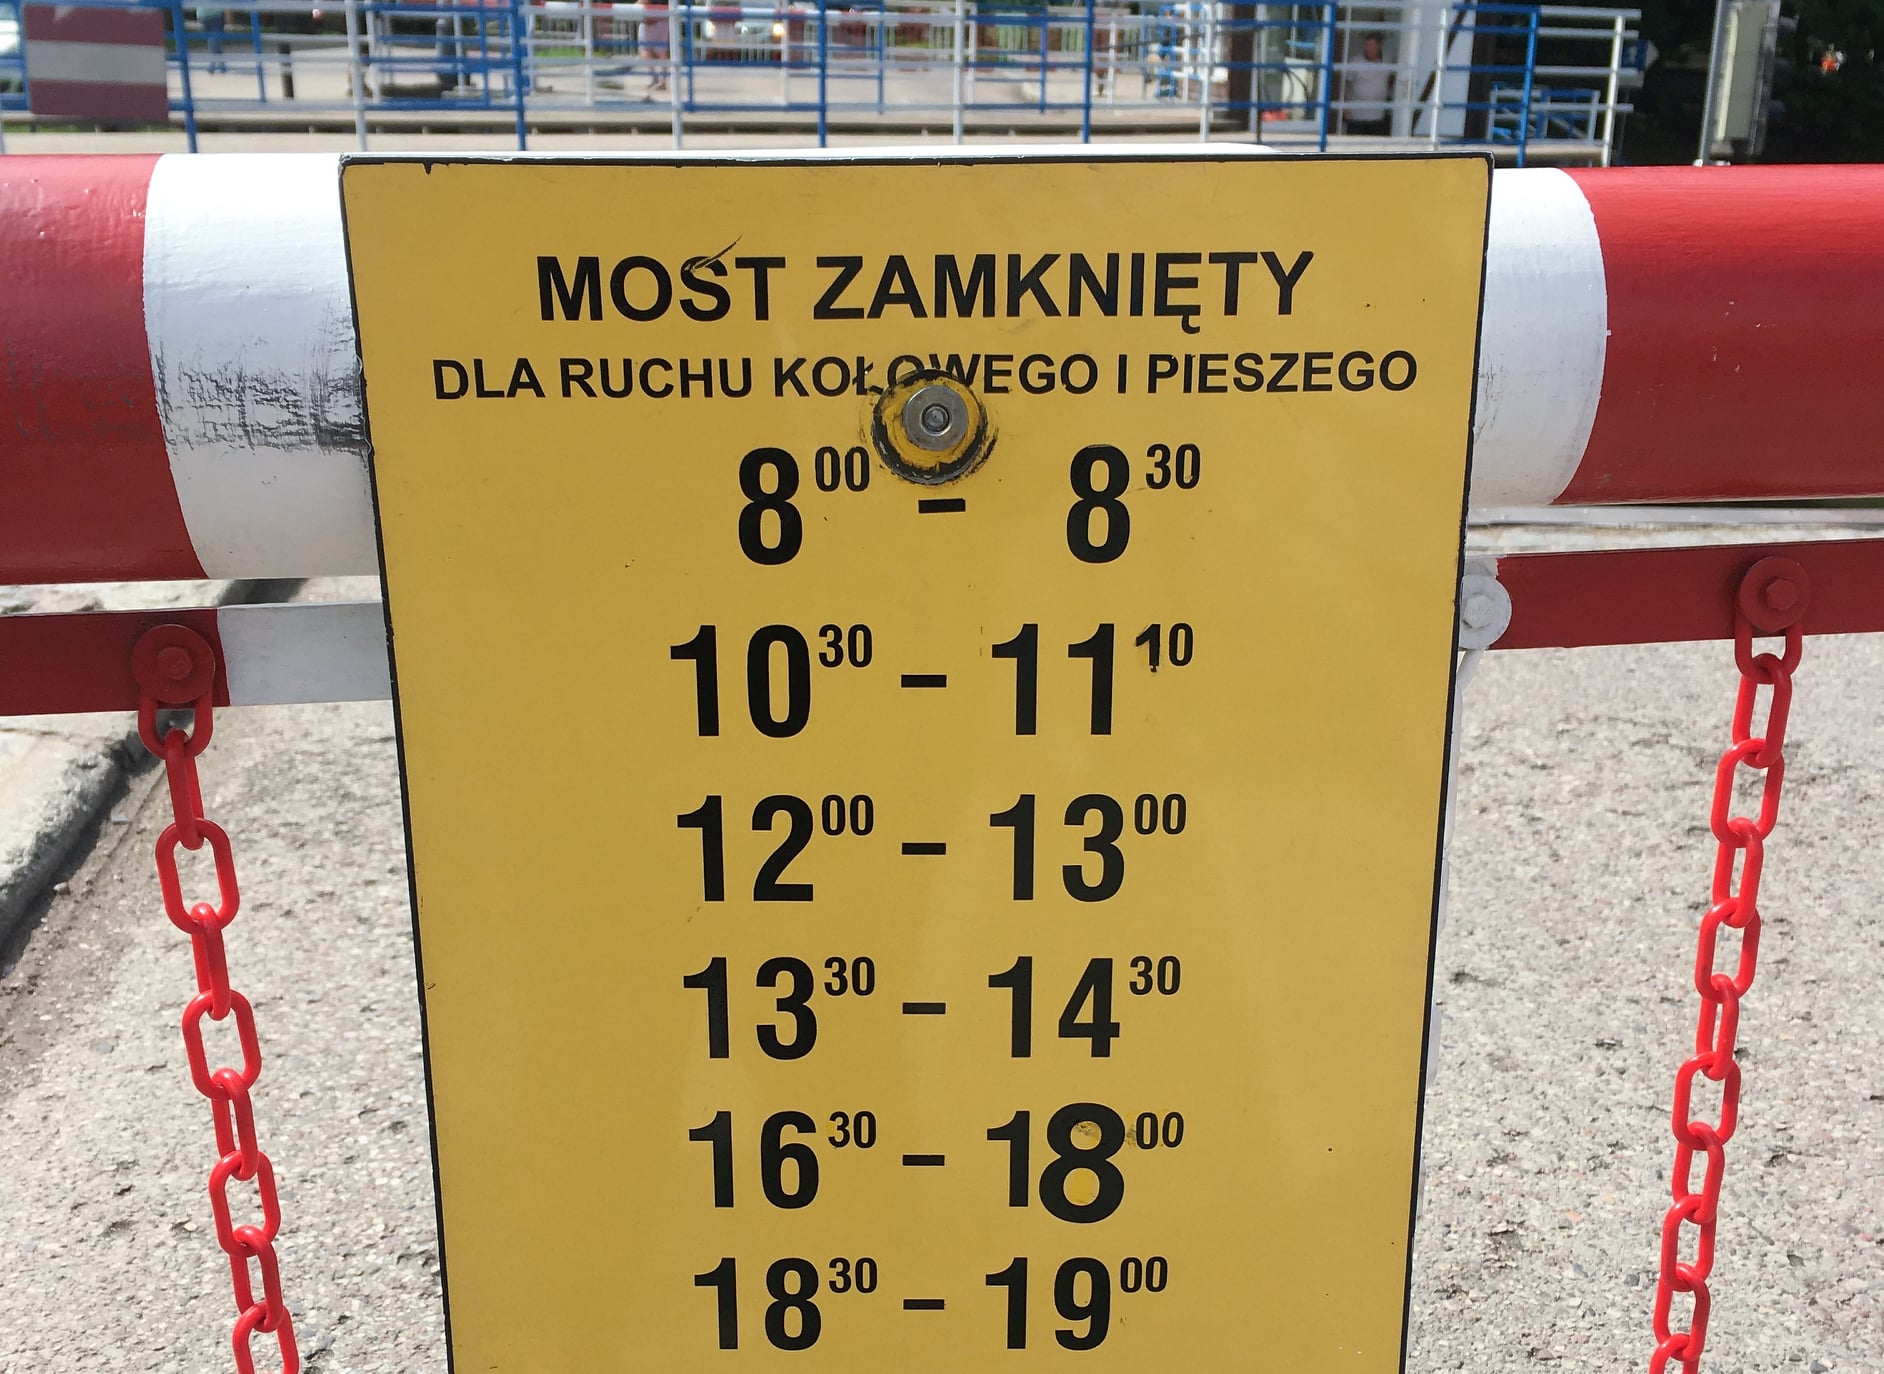 MOST ZAMKNIĘTY
DLA RUCHU KOŁOWEGO I PIESZEGO
8⁰⁰ - 8³⁰
10³⁰ - 11¹⁰
12⁰⁰ - 13⁰⁰
13³⁰ - 14³⁰
16³⁰ - 18⁰⁰
18³⁰ - 19⁰⁰